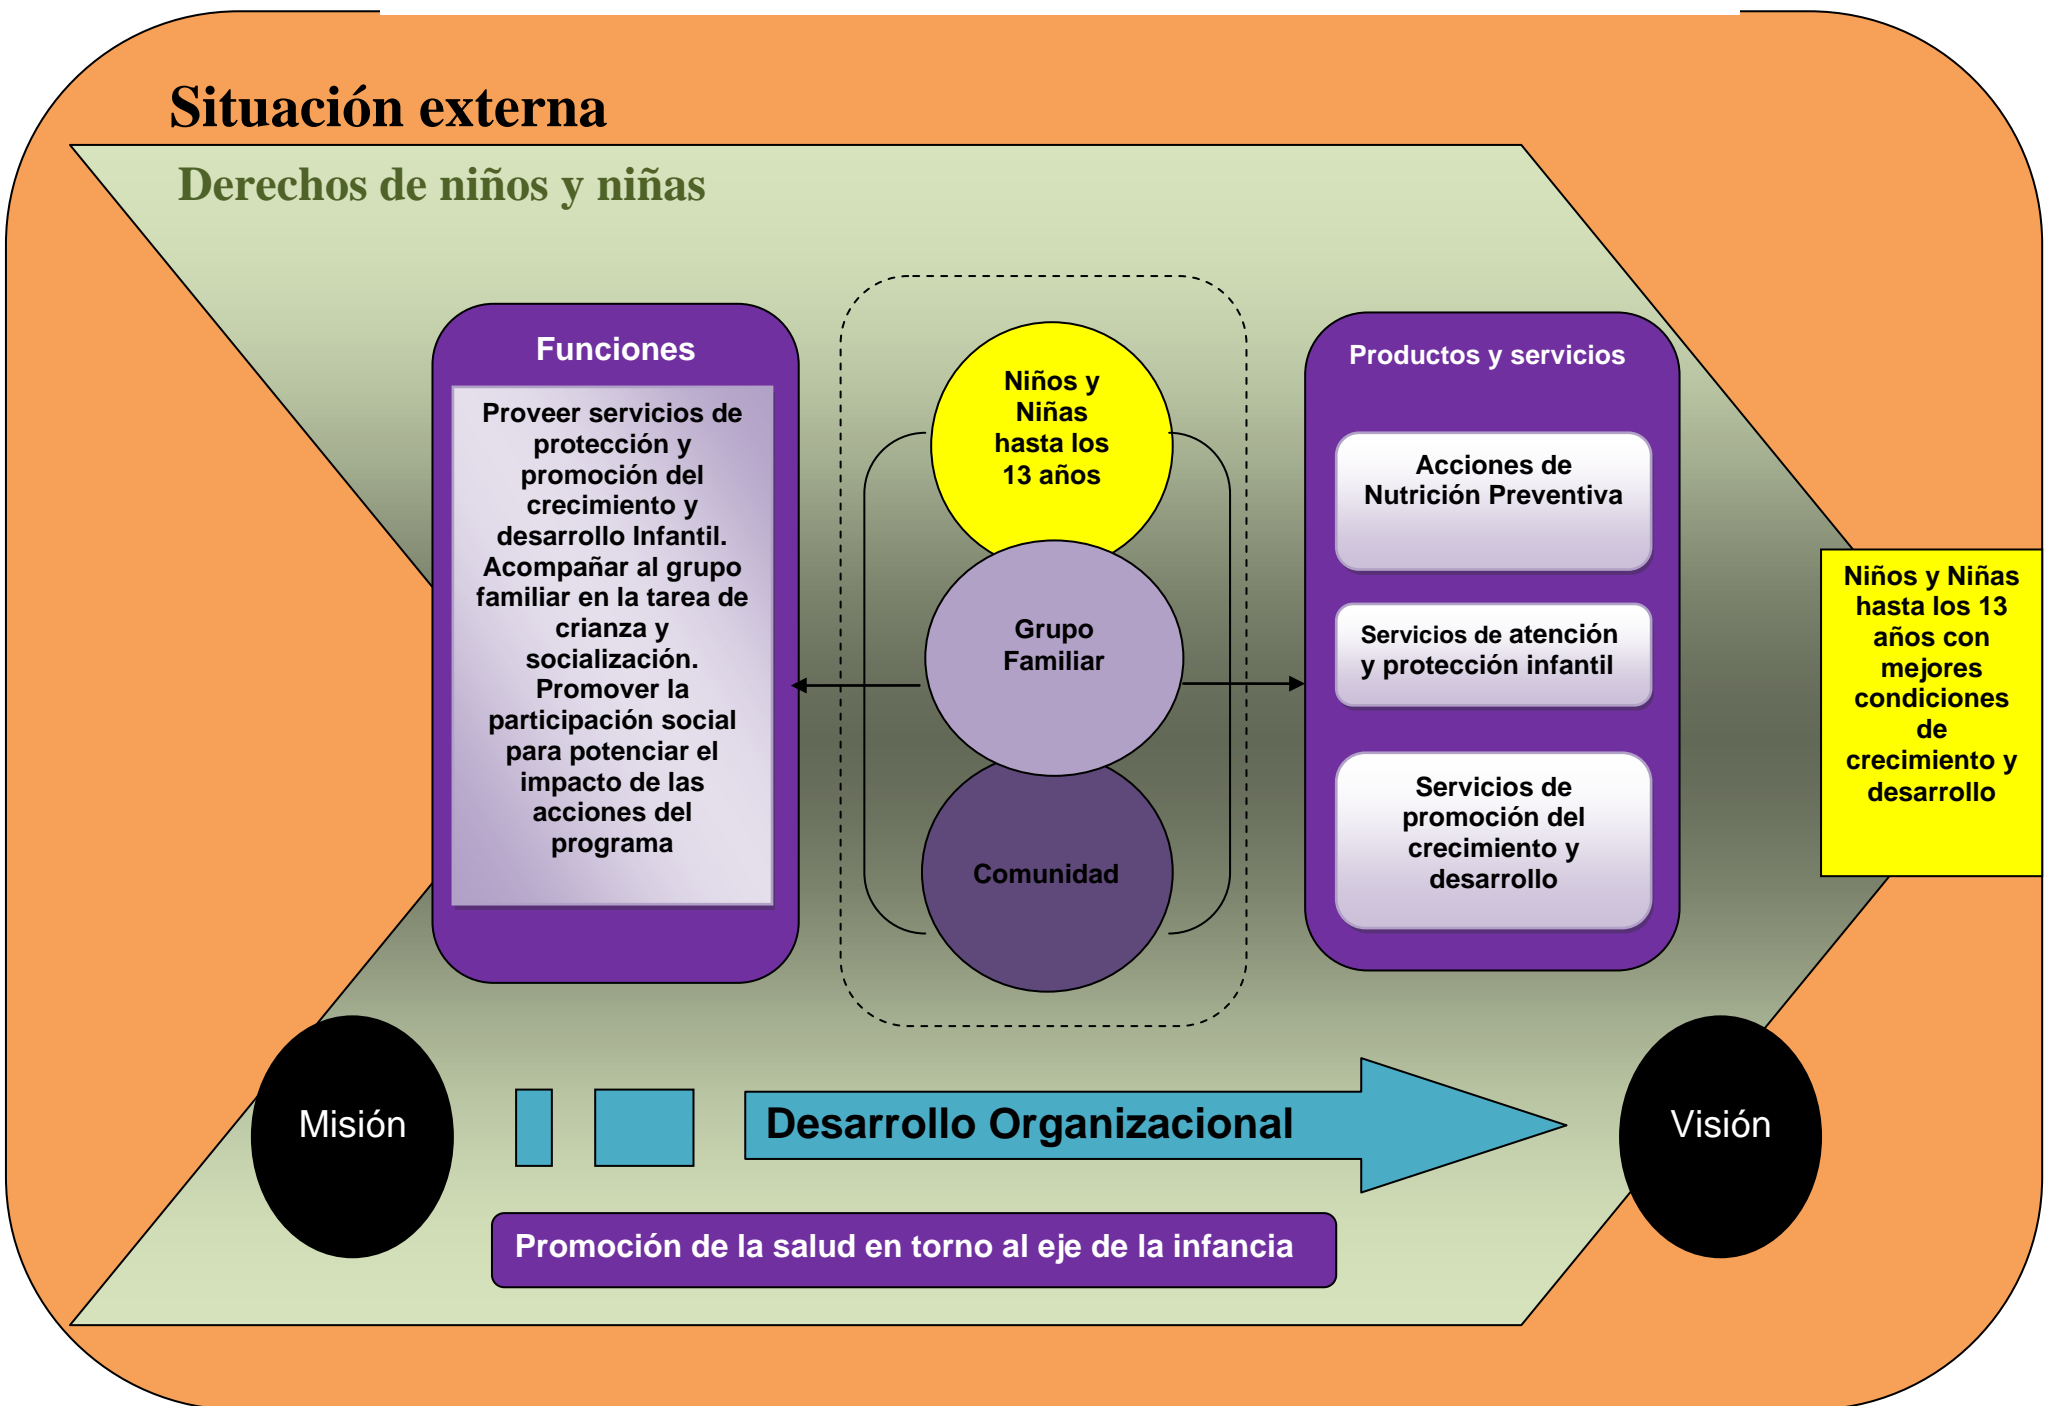 Situación externa
Derechos de niños y niñas
Funciones
Proveer servicios de
protección y
promoción del
crecimiento y
desarrollo Infantil.
Acompañar al grupo
familiar en la tarea de
crianza y
socialización.
Promover la
participación social
para potenciar el
impacto de las
acciones del
programa
Niños y
Niñas
hasta los
13 años
Grupo
Familiar
Comunidad
Productos y servicios
Acciones de
Nutrición Preventiva
Servicios de atención
y protección infantil
Servicios de
promoción del
crecimiento y
desarrollo
Niños y Niñas
hasta los 13
años con
mejores
condiciones
de
crecimiento y
desarrollo
Misión
Desarrollo Organizacional
Visión
Promoción de la salud en torno al eje de la infancia